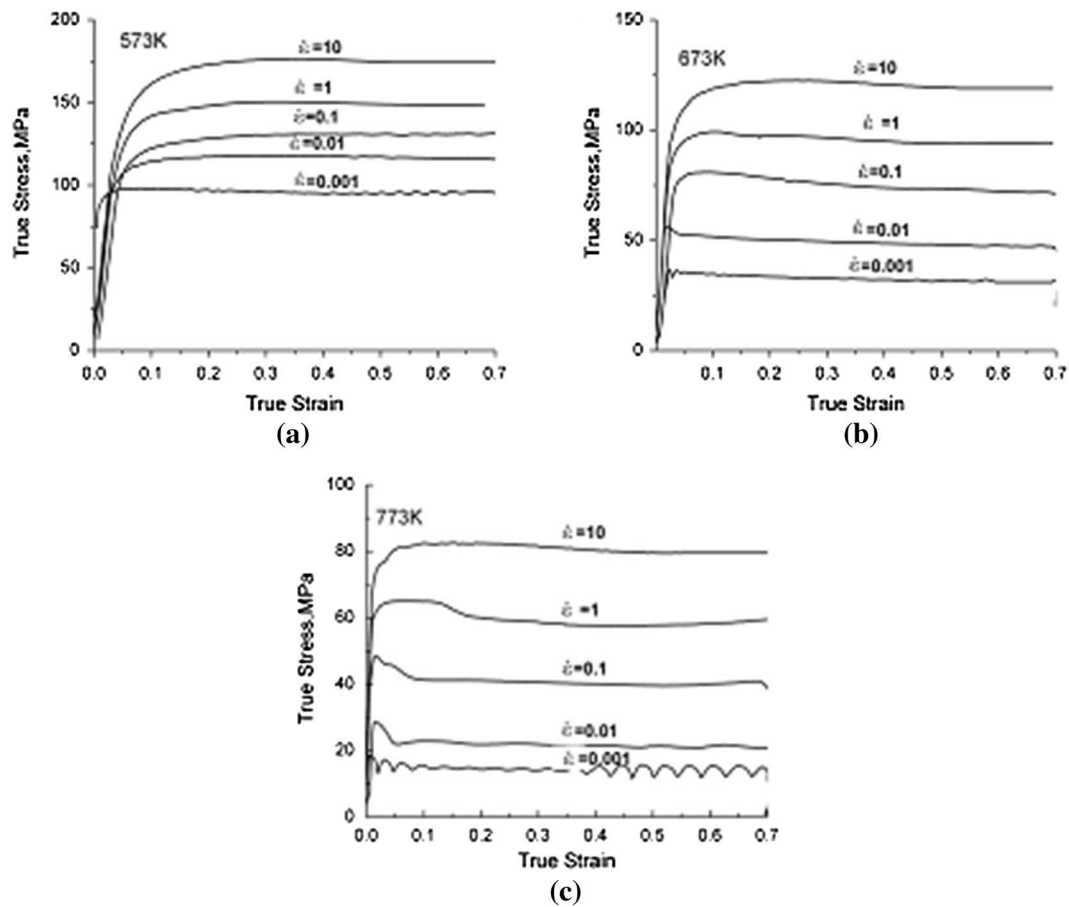 573K
ε̇=10
ε̇ =1
ε̇=0.1
ε̇=0.01
ε̇=0.001
True Stress,MPa
200
150
100
50
0
0.0 0.1 0.2 0.3 0.4 0.5 0.6 0.7
True Strain
(a)
673K
ε̇=10
ε̇ =1
ε̇=0.1
ε̇=0.01
ε̇=0.001
True Stress,MPa
150
100
50
0
0.1 0.2 0.3 0.4 0.5 0.6 0.7
True Strain
(b)
773K
ε̇=10
ε̇ =1
ε̇=0.1
ε̇=0.01
ε̇=0.001
True Stress,MPa
100
80
60
40
20
0
0.0 0.1 0.2 0.3 0.4 0.5 0.6 0.7
True Strain
(c)